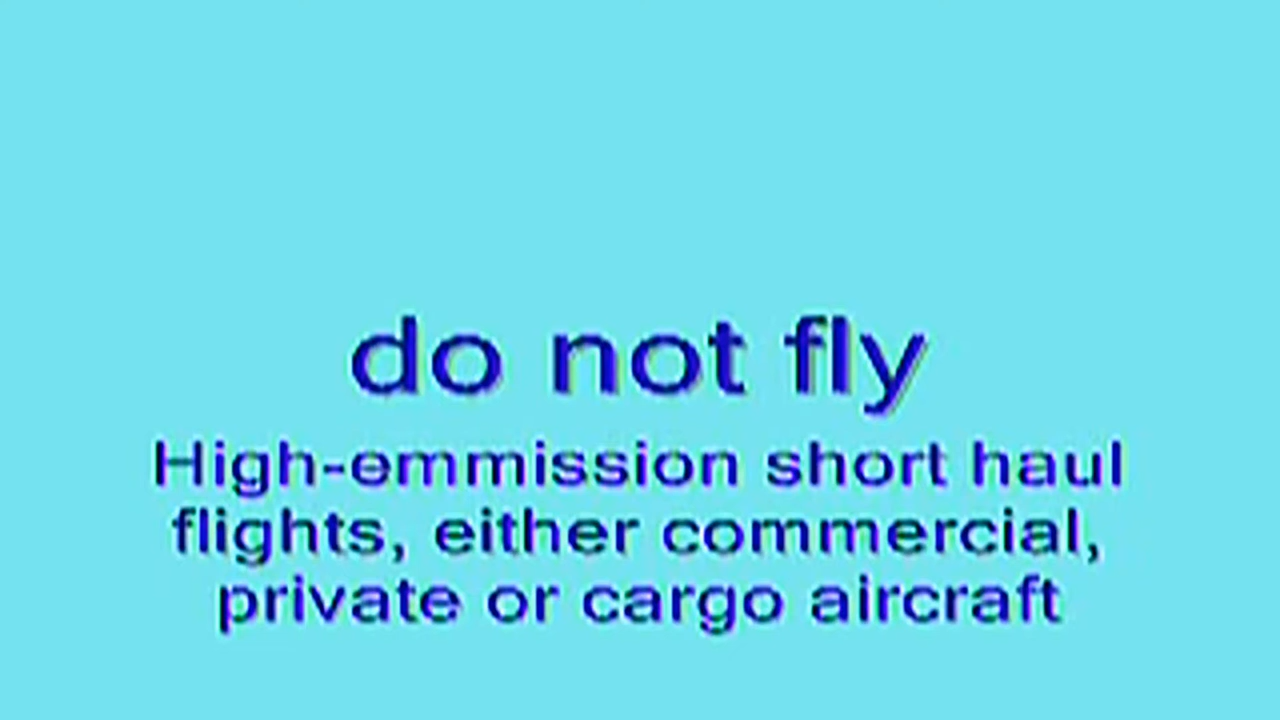 do not fly
High-emmission short haul
flights, either commercial,
private or cargo aircraft